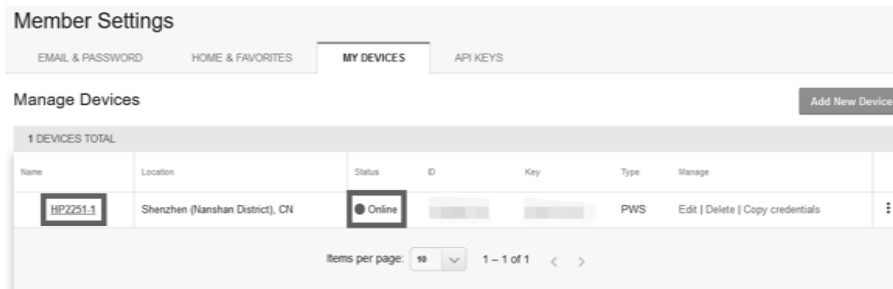 Member Settings
EMAIL & PASSWORD HOME & FAVORITES MY DEVICES API KEYS
Manage Devices Add New Device
1 DEVICES TOTAL
Name Location Status ID Key Type Manage
HP2251-1 Shenzhen (Nanshan District), CN Online PWS Edit | Delete | Copy credentials
Items per page: 10 1 – 1 of 1